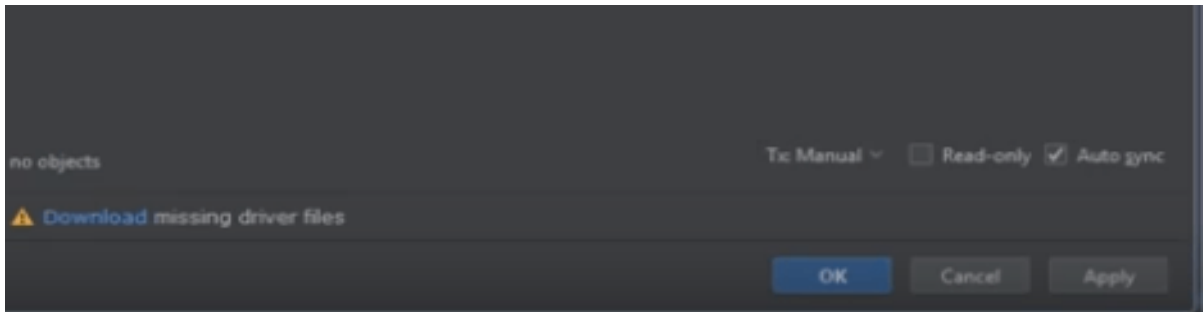 no objects
Tx: Manual Read-only Auto sync
Download missing driver files
OK Cancel Apply